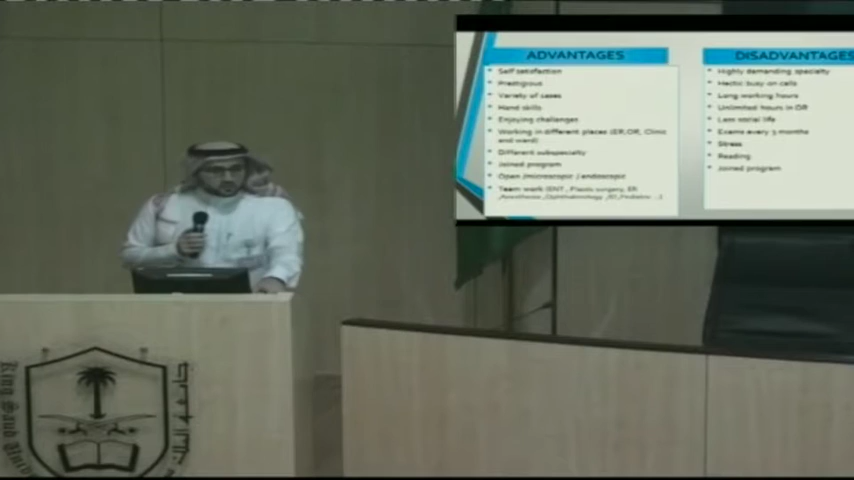 ADVANTAGES
Self satisfaction
Prestigious
Variety of cases
Hand skills
Enjoying challenges
Working in different places (ER,OR, Clinic
and ward)
Different subspecialty
Joined program
Open /microscopic / endoscopic
Team work (ENT , Plastic surgery, ER
DISADVANTAGES
Highly demanding specialty
Hectic busy on calls
Long working hours
Unlimited hours in OR
Less social life
Exams every 3 months
Stress
Reading
Joined program
King Saud